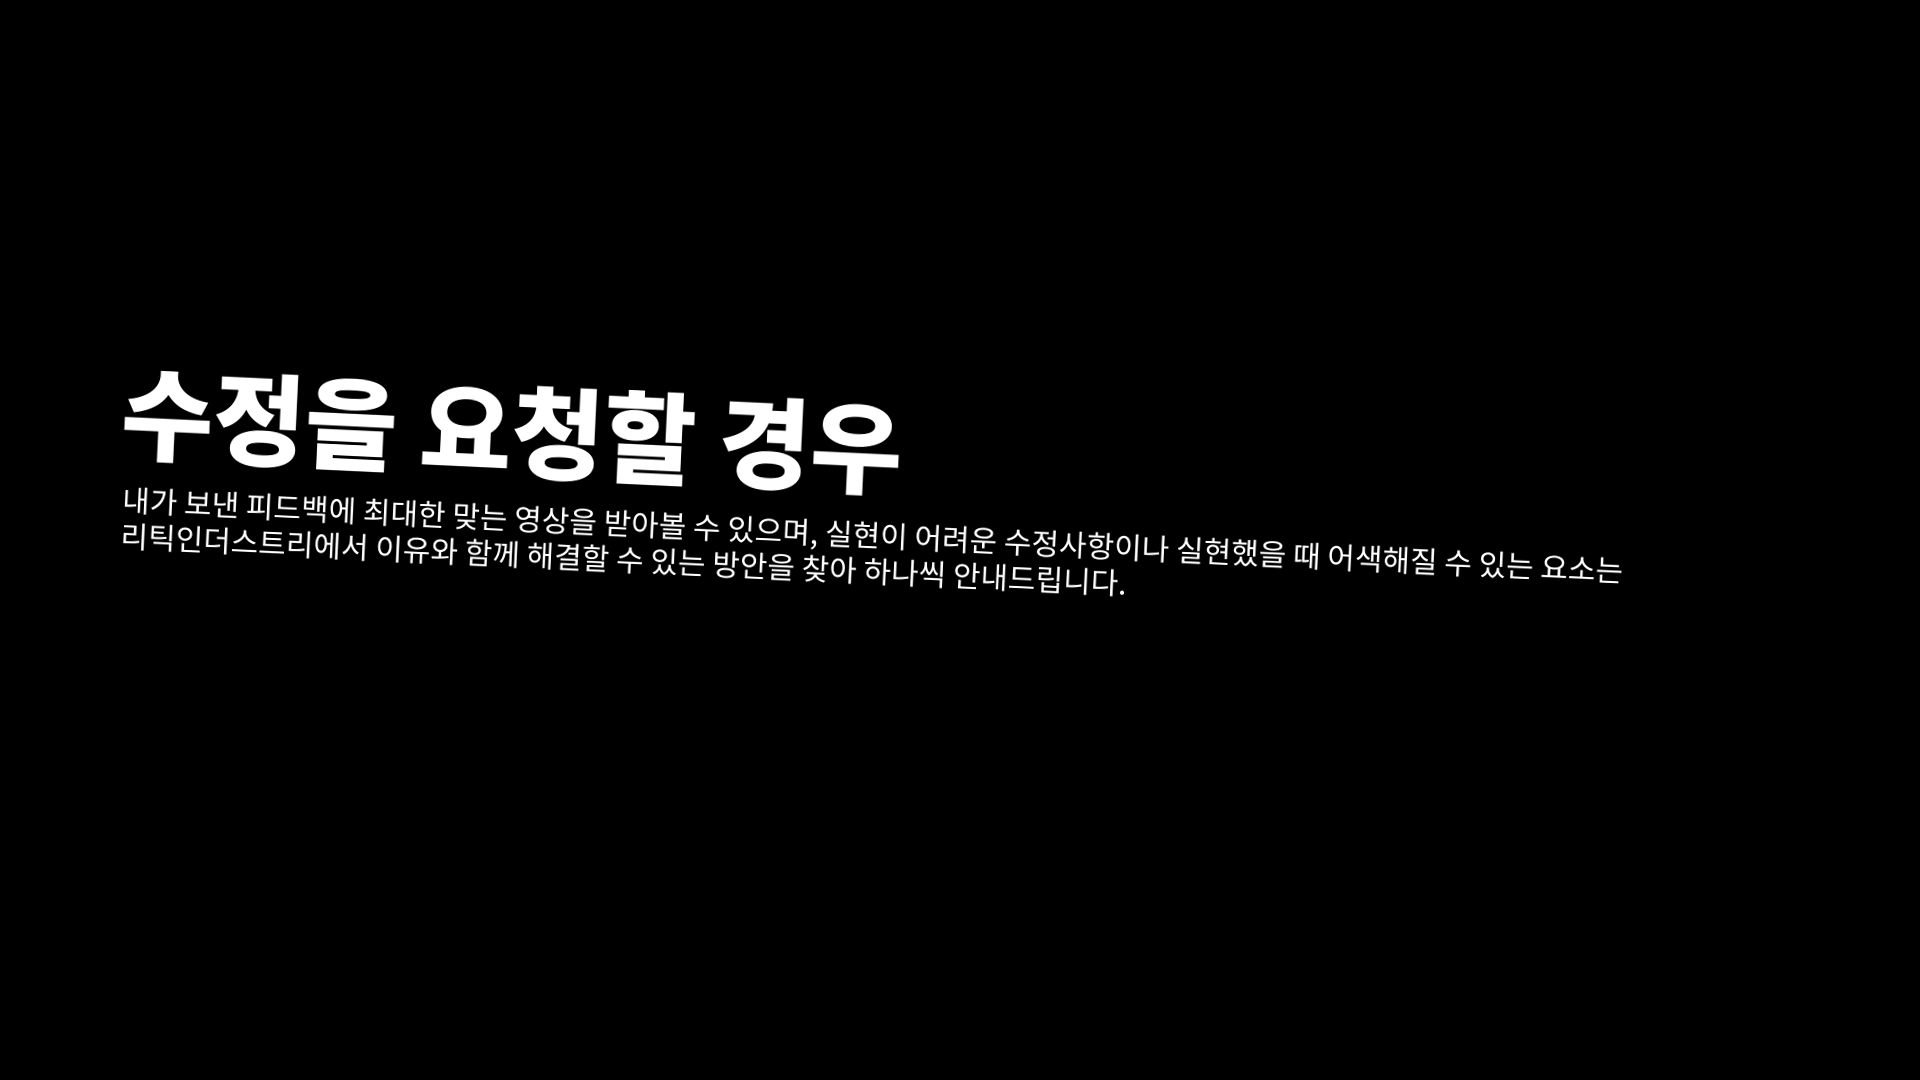 수정을 요청할 경우
내가 보낸 피드백에 최대한 맞는 영상을 받아볼 수 있으며, 실현이 어려운 수정사항이나 실현했을 때 어색해질 수 있는 요소는
리틱인더스트리에서 이유와 함께 해결할 수 있는 방안을 찾아 하나씩 안내드립니다.